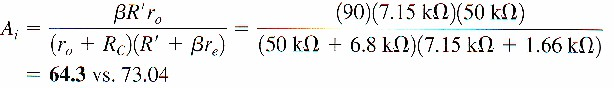 A_i = βR'r_o / (r_o + R_C)(R' + βr_e) = (90)(7.15 kΩ)(50 kΩ) / (50 kΩ + 6.8 kΩ)(7.15 kΩ + 1.66 kΩ)
= 64.3 vs. 73.04